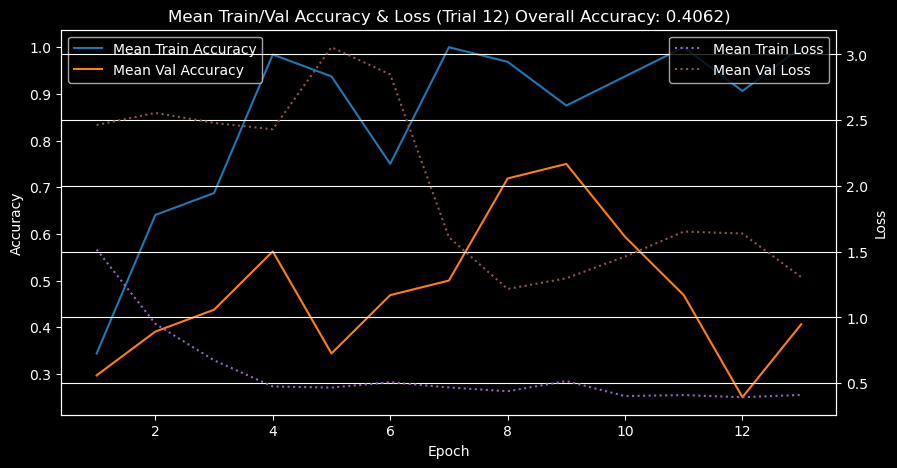 Mean Train/Val Accuracy & Loss (Trial 12) Overall Accuracy: 0.4062)
Mean Train Accuracy
Mean Val Accuracy
Mean Train Loss
Mean Val Loss
1.0
0.9
0.8
0.7
0.6
0.5
0.4
0.3
Accuracy
3.0
2.5
2.0
1.5
1.0
0.5
Loss
2 4 6 8 10 12
Epoch